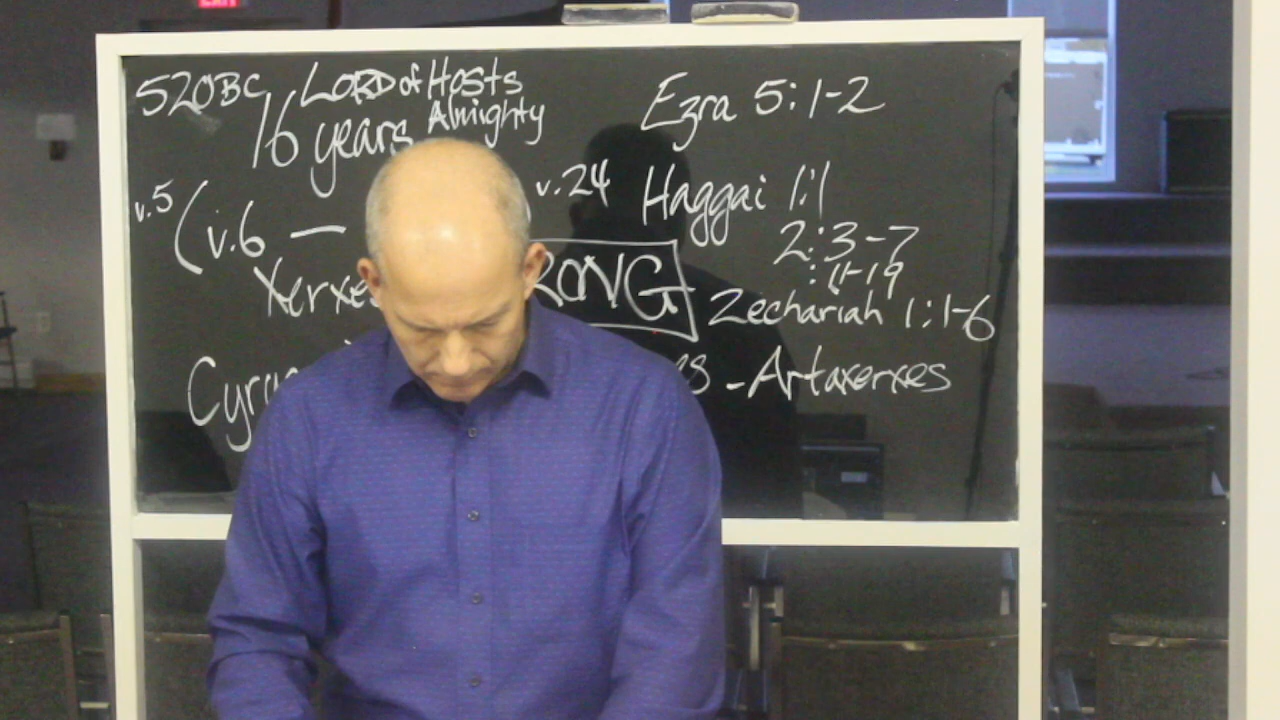 EXIT
520BC LORD of Hosts
Almighty
16 years
Ezra 5:1-2
v.5 (v.6 —
v.24
Haggai 1:1
2:3-7
:11-19
Zechariah 1:1-6
- Artaxerxes